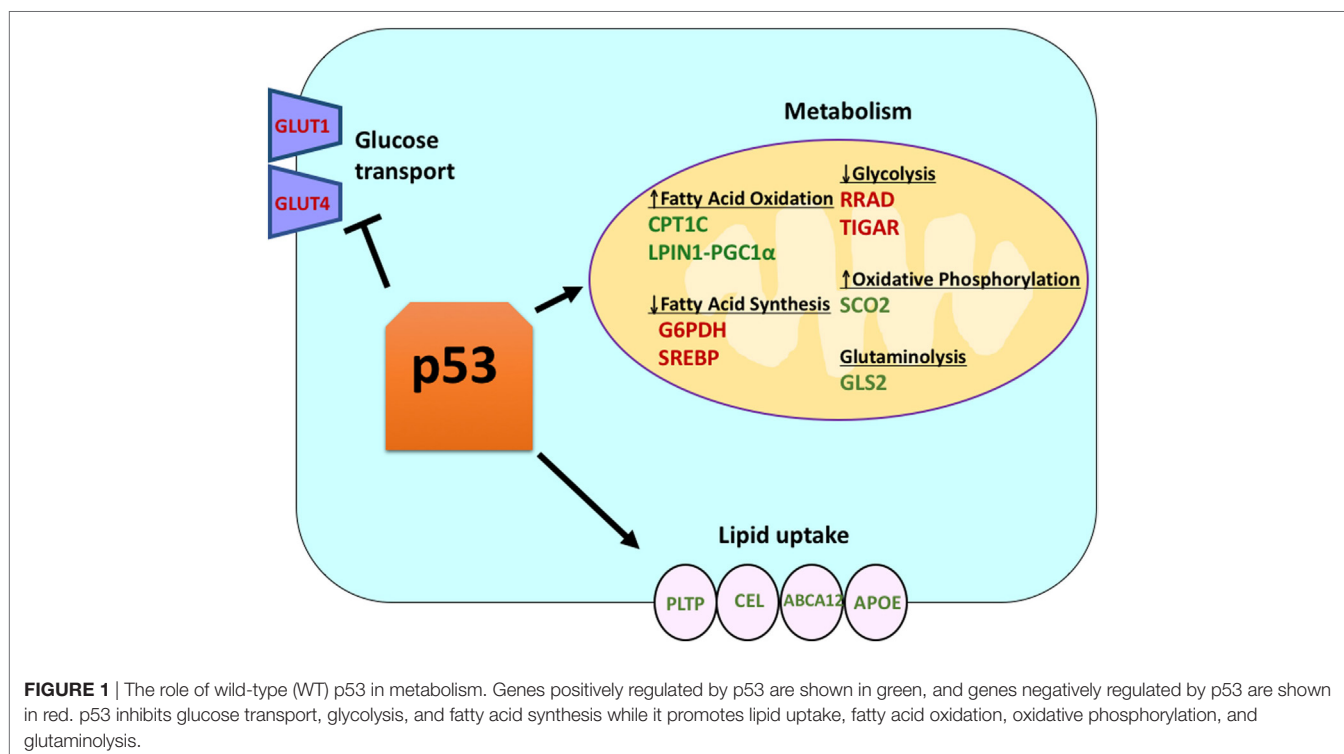 GLUT1
GLUT4
Glucose
transport
p53
Metabolism
↑Fatty Acid Oxidation
CPT1C
LPIN1-PGC1α
↓Fatty Acid Synthesis
G6PDH
SREBP
↓Glycolysis
RRAD
TIGAR
↑Oxidative Phosphorylation
SCO2
Glutaminolysis
GLS2
Lipid uptake
PLTP CEL ABCA12 APOE
FIGURE 1 | The role of wild-type (WT) p53 in metabolism. Genes positively regulated by p53 are shown in green, and genes negatively regulated by p53 are shown
in red. p53 inhibits glucose transport, glycolysis, and fatty acid synthesis while it promotes lipid uptake, fatty acid oxidation, oxidative phosphorylation, and
glutaminolysis.